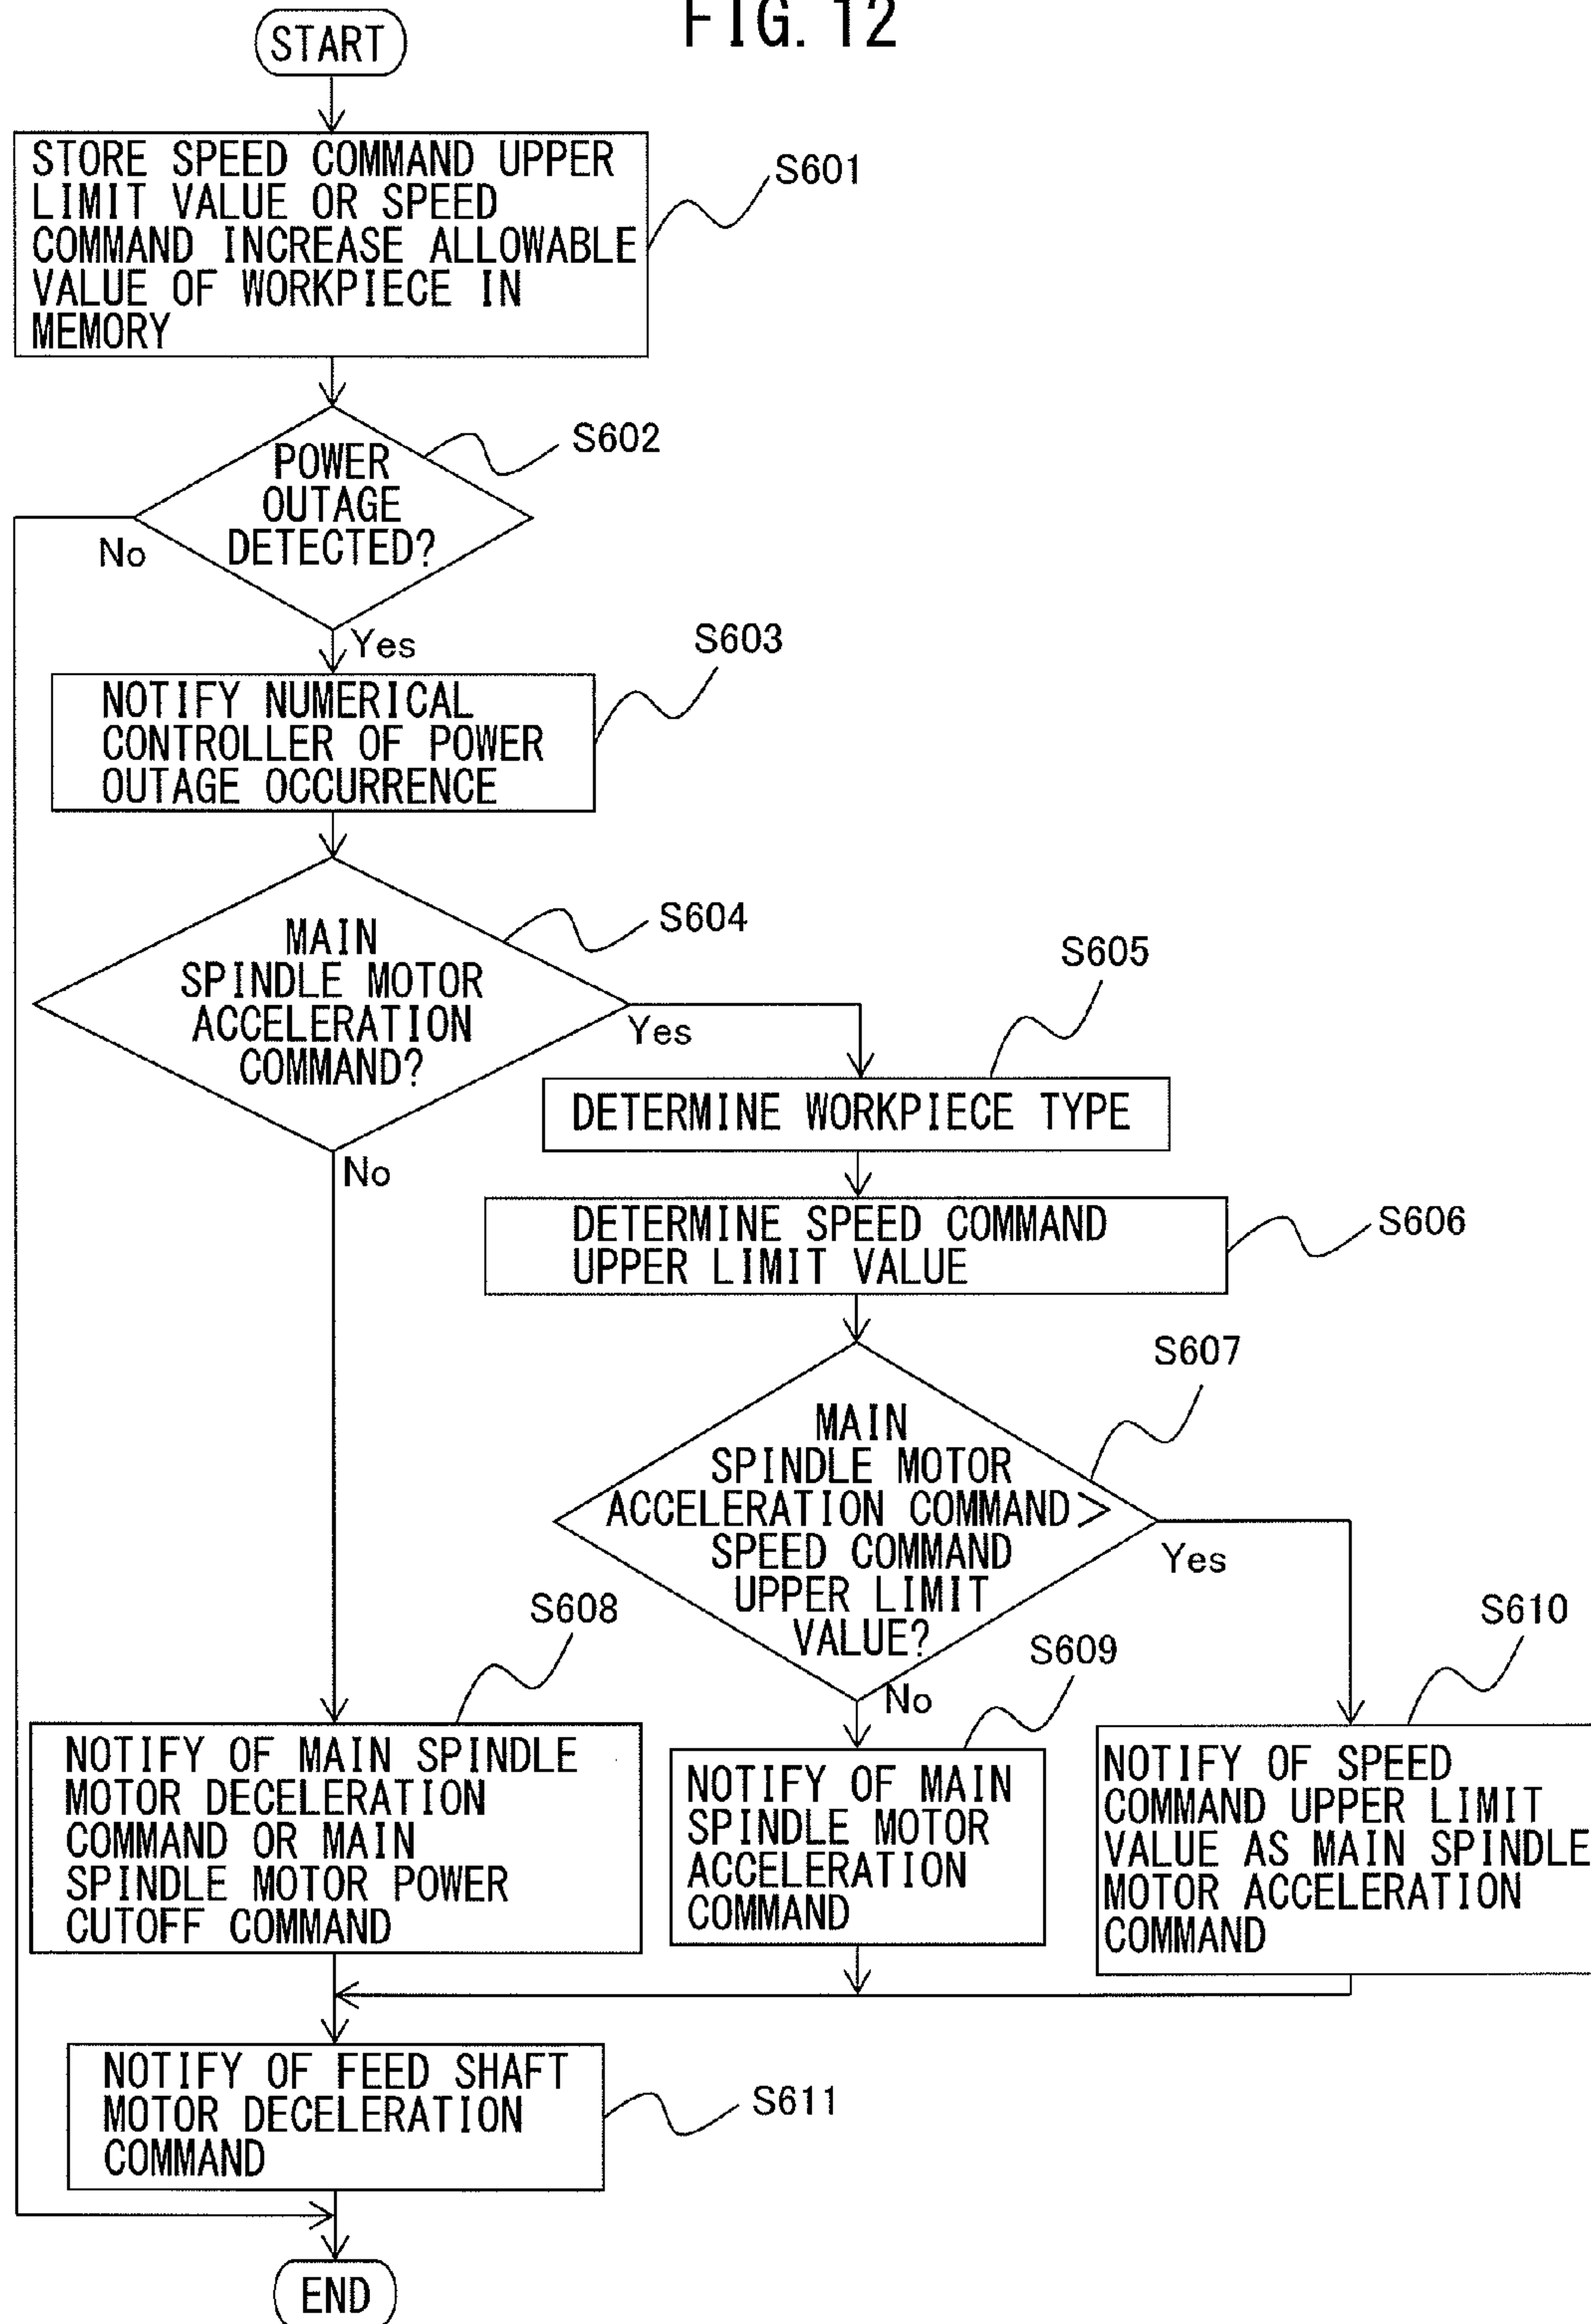 FIG. 12
START
STORE SPEED COMMAND UPPER
LIMIT VALUE OR SPEED
COMMAND INCREASE ALLOWABLE
VALUE OF WORKPIECE IN
MEMORY
S601
POWER
OUTAGE
DETECTED?
S602
No
Yes
NOTIFY NUMERICAL
CONTROLLER OF POWER
OUTAGE OCCURRENCE
S603
MAIN
SPINDLE MOTOR
ACCELERATION
COMMAND?
S604
Yes
No
S605
DETERMINE WORKPIECE TYPE
DETERMINE SPEED COMMAND
UPPER LIMIT VALUE
S606
S607
MAIN
SPINDLE MOTOR
ACCELERATION COMMAND>
SPEED COMMAND
UPPER LIMIT
VALUE?
Yes
No
S608
NOTIFY OF MAIN SPINDLE
MOTOR DECELERATION
COMMAND OR MAIN
SPINDLE MOTOR POWER
CUTOFF COMMAND
S609
NOTIFY OF MAIN
SPINDLE MOTOR
ACCELERATION
COMMAND
S610
NOTIFY OF SPEED
COMMAND UPPER LIMIT
VALUE AS MAIN SPINDLE
MOTOR ACCELERATION
COMMAND
NOTIFY OF FEED SHAFT
MOTOR DECELERATION
COMMAND
S611
END